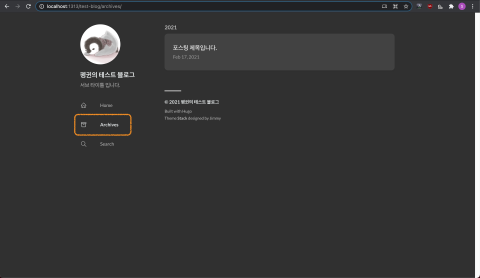 localhost:1313/test-blog/archives/
펭귄의 테스트 블로그
서브 타이틀 입니다.
Home
Archives
Search
2021
포스팅 제목입니다.
Feb 17, 2021
© 2021 펭귄의 테스트 블로그
Built with Hugo
Theme Stack designed by Jimmy